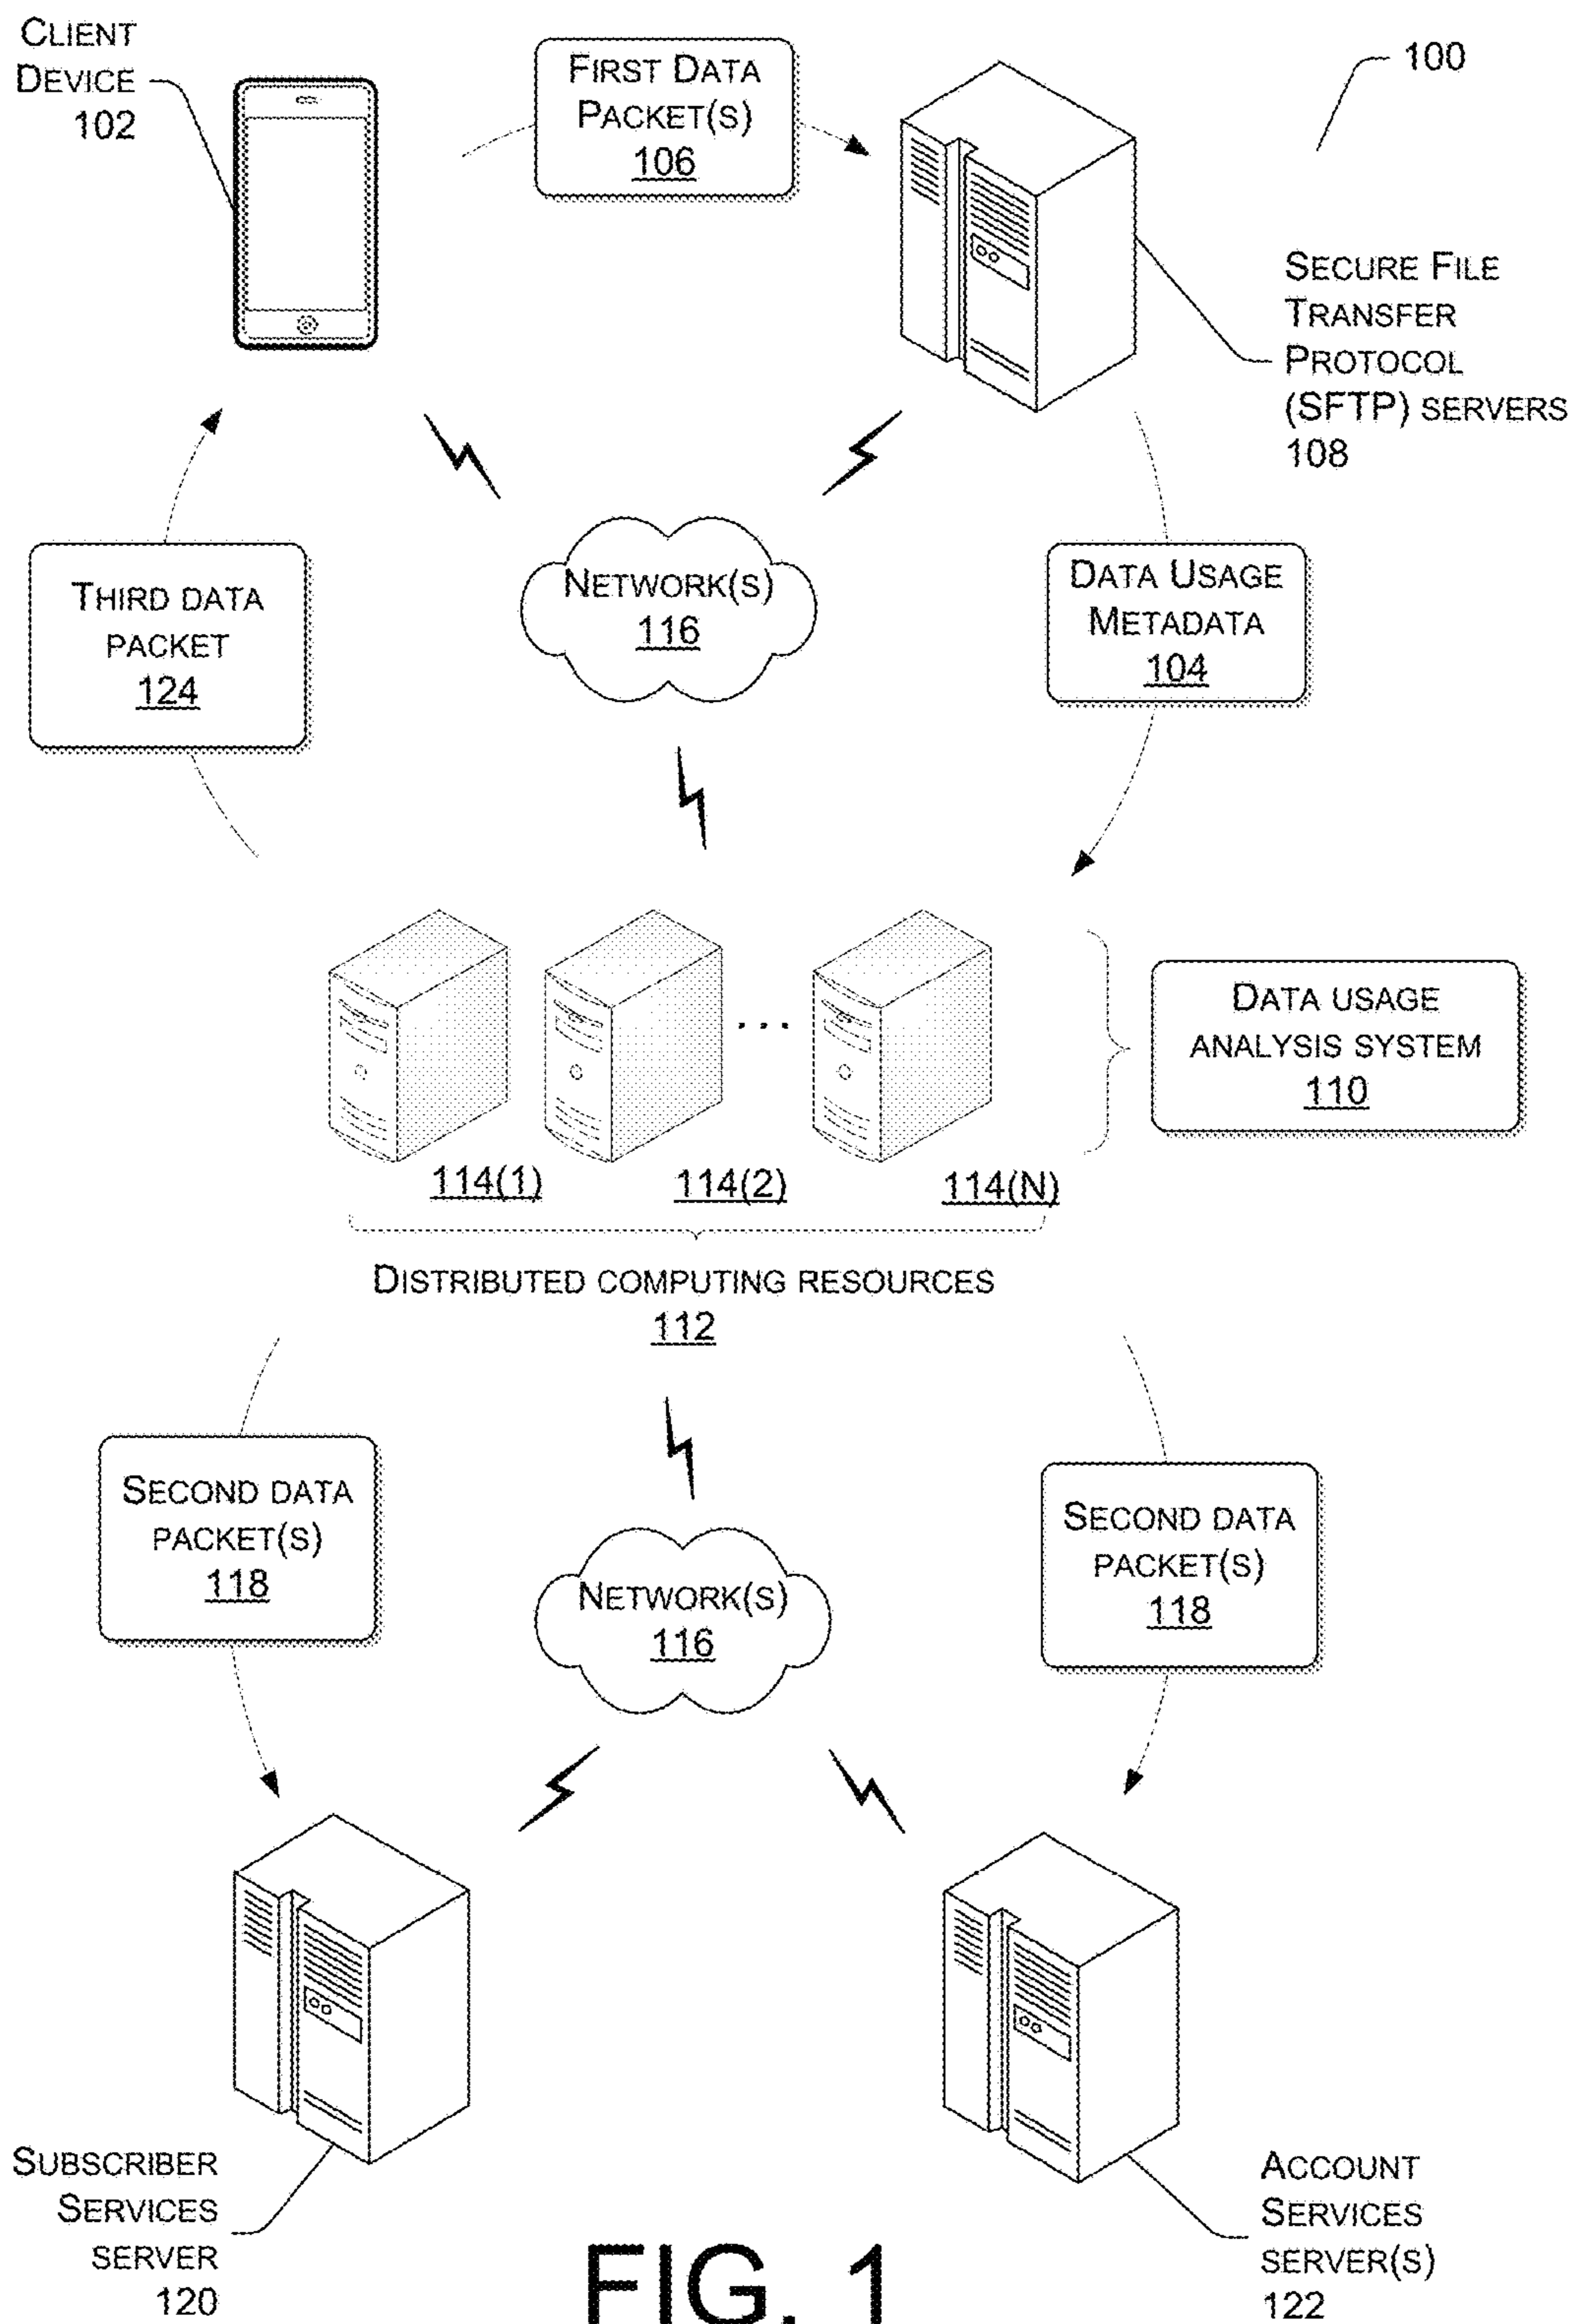 CLIENT
DEVICE
102
FIRST DATA
PACKET(S)
106
100
SECURE FILE
TRANSFER
PROTOCOL
(SFTP) SERVERS
108
THIRD DATA
PACKET
124
NETWORK(S)
116
DATA USAGE
METADATA
104
DATA USAGE
ANALYSIS SYSTEM
110
...
114(1)
114(2)
114(N)
DISTRIBUTED COMPUTING RESOURCES
112
SECOND DATA
PACKET(S)
118
NETWORK(S)
116
SECOND DATA
PACKET(S)
118
SUBSCRIBER
SERVICES
SERVER
120
ACCOUNT
SERVICES
SERVER(S)
122
FIG. 1